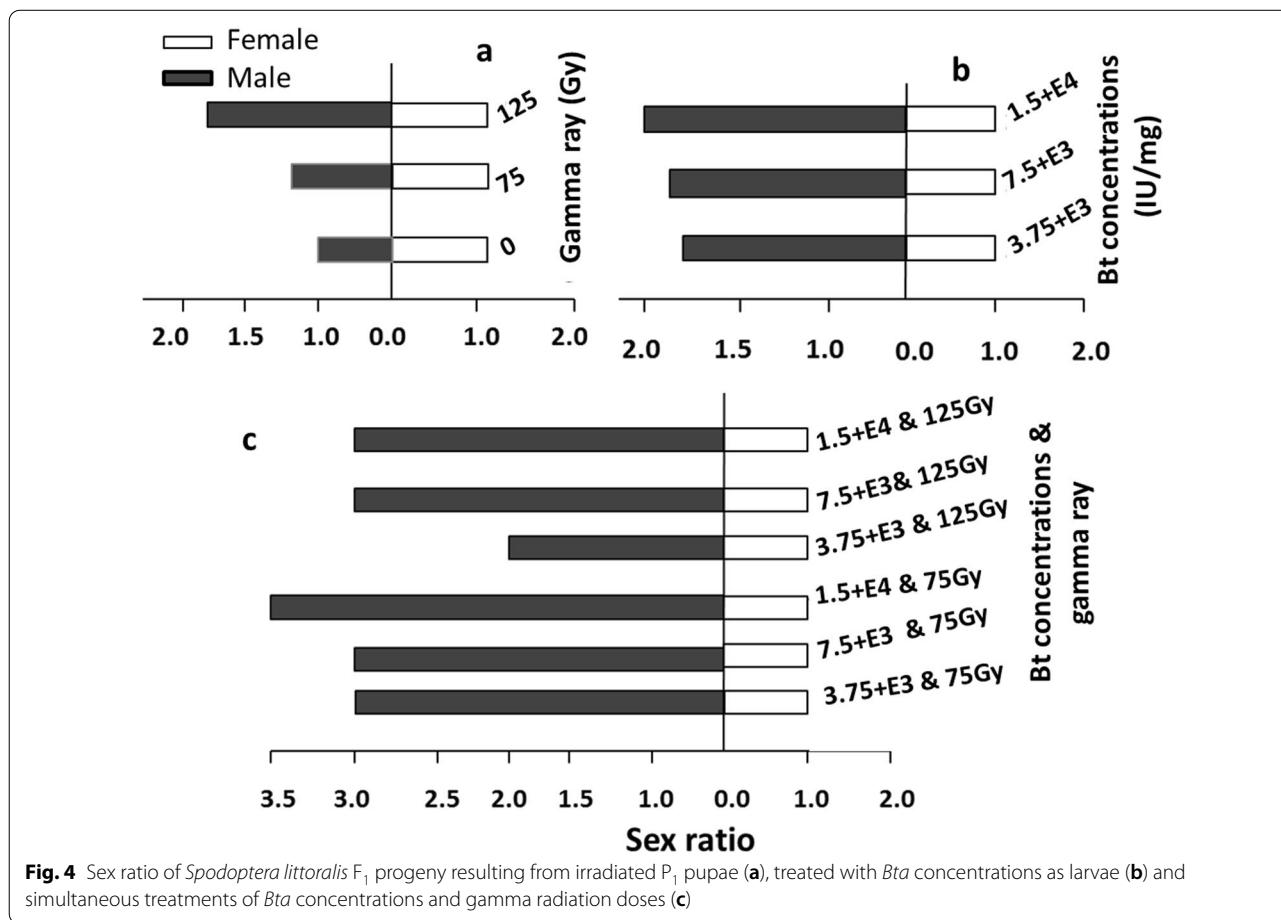 Female
Male
a
125
75
0
Gamma ray (Gy)
2.0 1.5 1.0 0.0 1.0 2.0
b
1.5+E4
7.5+E3
3.75+E3
Bt concentrations
(IU/mg)
2.0 1.5 1.0 0.0 1.0 2.0
c
1.5+E4 & 125Gy
7.5+E3& 125Gy
3.75+E3 & 125Gy
1.5+E4 & 75Gy
7.5+E3 & 75Gy
3.75+E3 & 75Gy
Bt concentrations &
gamma ray
3.5 3.0 2.5 2.0 1.5 1.0 0.0 1.0 2.0
Sex ratio
Fig. 4 Sex ratio of Spodoptera littoralis F1 progeny resulting from irradiated P1 pupae (a), treated with Bta concentrations as larvae (b) and
simultaneous treatments of Bta concentrations and gamma radiation doses (c)